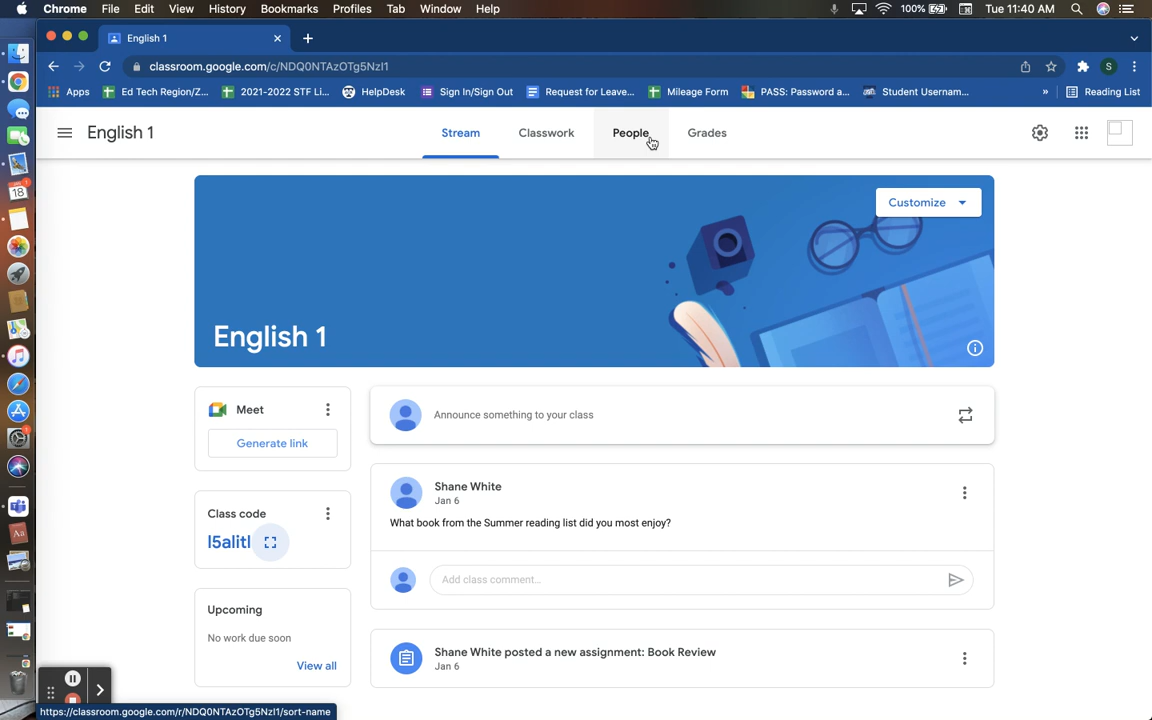 Chrome File Edit View History Bookmarks Profiles Tab Window Help 100% Tue 11:40 AM
English 1
classroom.google.com/c/NDQ0NTAzOTg5NzI1
Apps Ed Tech Region/Z... 2021-2022 STF Li... HelpDesk Sign In/Sign Out Request for Leave... Mileage Form PASS: Password a... Student Usernam... » Reading List
English 1 Stream Classwork People Grades
Customize
English 1
Meet
Generate link
Announce something to your class
Shane White
Jan 6
What book from the Summer reading list did you most enjoy?
Class code
l5alitl
Add class comment...
Upcoming
No work due soon
View all
Shane White posted a new assignment: Book Review
Jan 6
https://classroom.google.com/r/NDQ0NTAzOTg5NzI1/sort-name